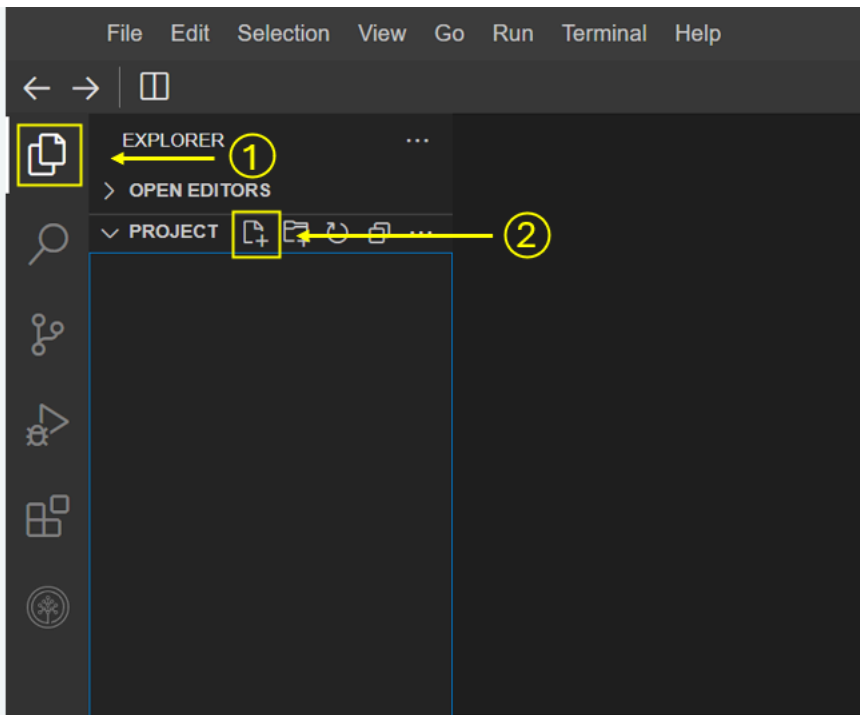 File Edit Selection View Go Run Terminal Help
EXPLORER
1
OPEN EDITORS
PROJECT
2